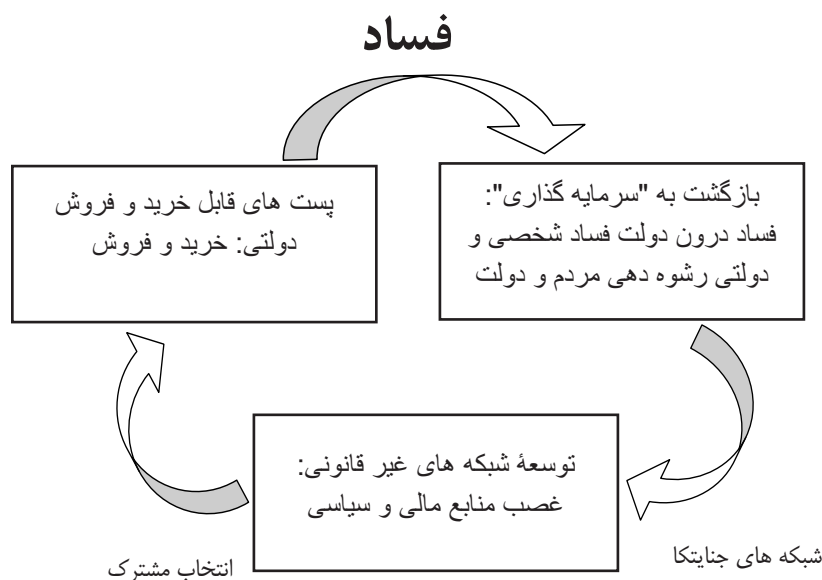 فساد
بازگشت به "سرمایه گذاری":
فساد درون دولت فساد شخصی و
دولتی رشوه دهی مردم و دولت
پست های قابل خرید و فروش
دولتی: خرید و فروش
توسعۀ شبکه های غیر قانونی:
غصب منابع مالی و سیاسی
شبکه های جنایتکا
انتخاب مشترک